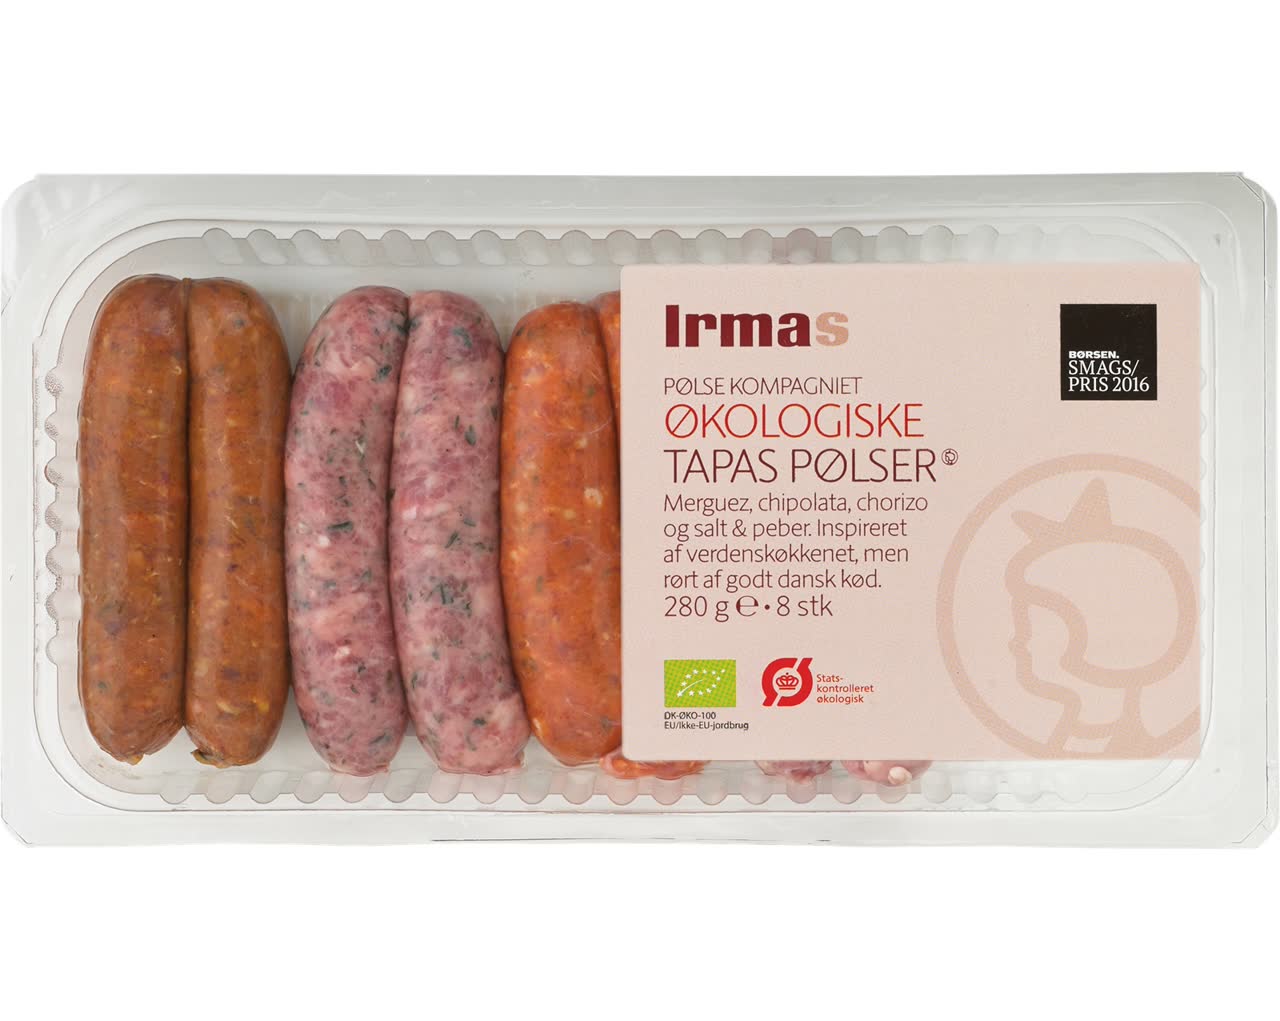 Irmas
PØLSE KOMPAGNIET
ØKOLOGISKE
TAPAS PØLSER
Merguez, chipolata, chorizo
og salt & peber. Inspireret
af verdenskøkkenet, men
rørt af godt dansk kød.
280 g ℮ • 8 stk
BØRSEN.
SMAGS/
PRIS 2016
DK-ØKO-100
EU/Ikke-EU-jordbrug
Ø
Stats-
kontrolleret
økologisk